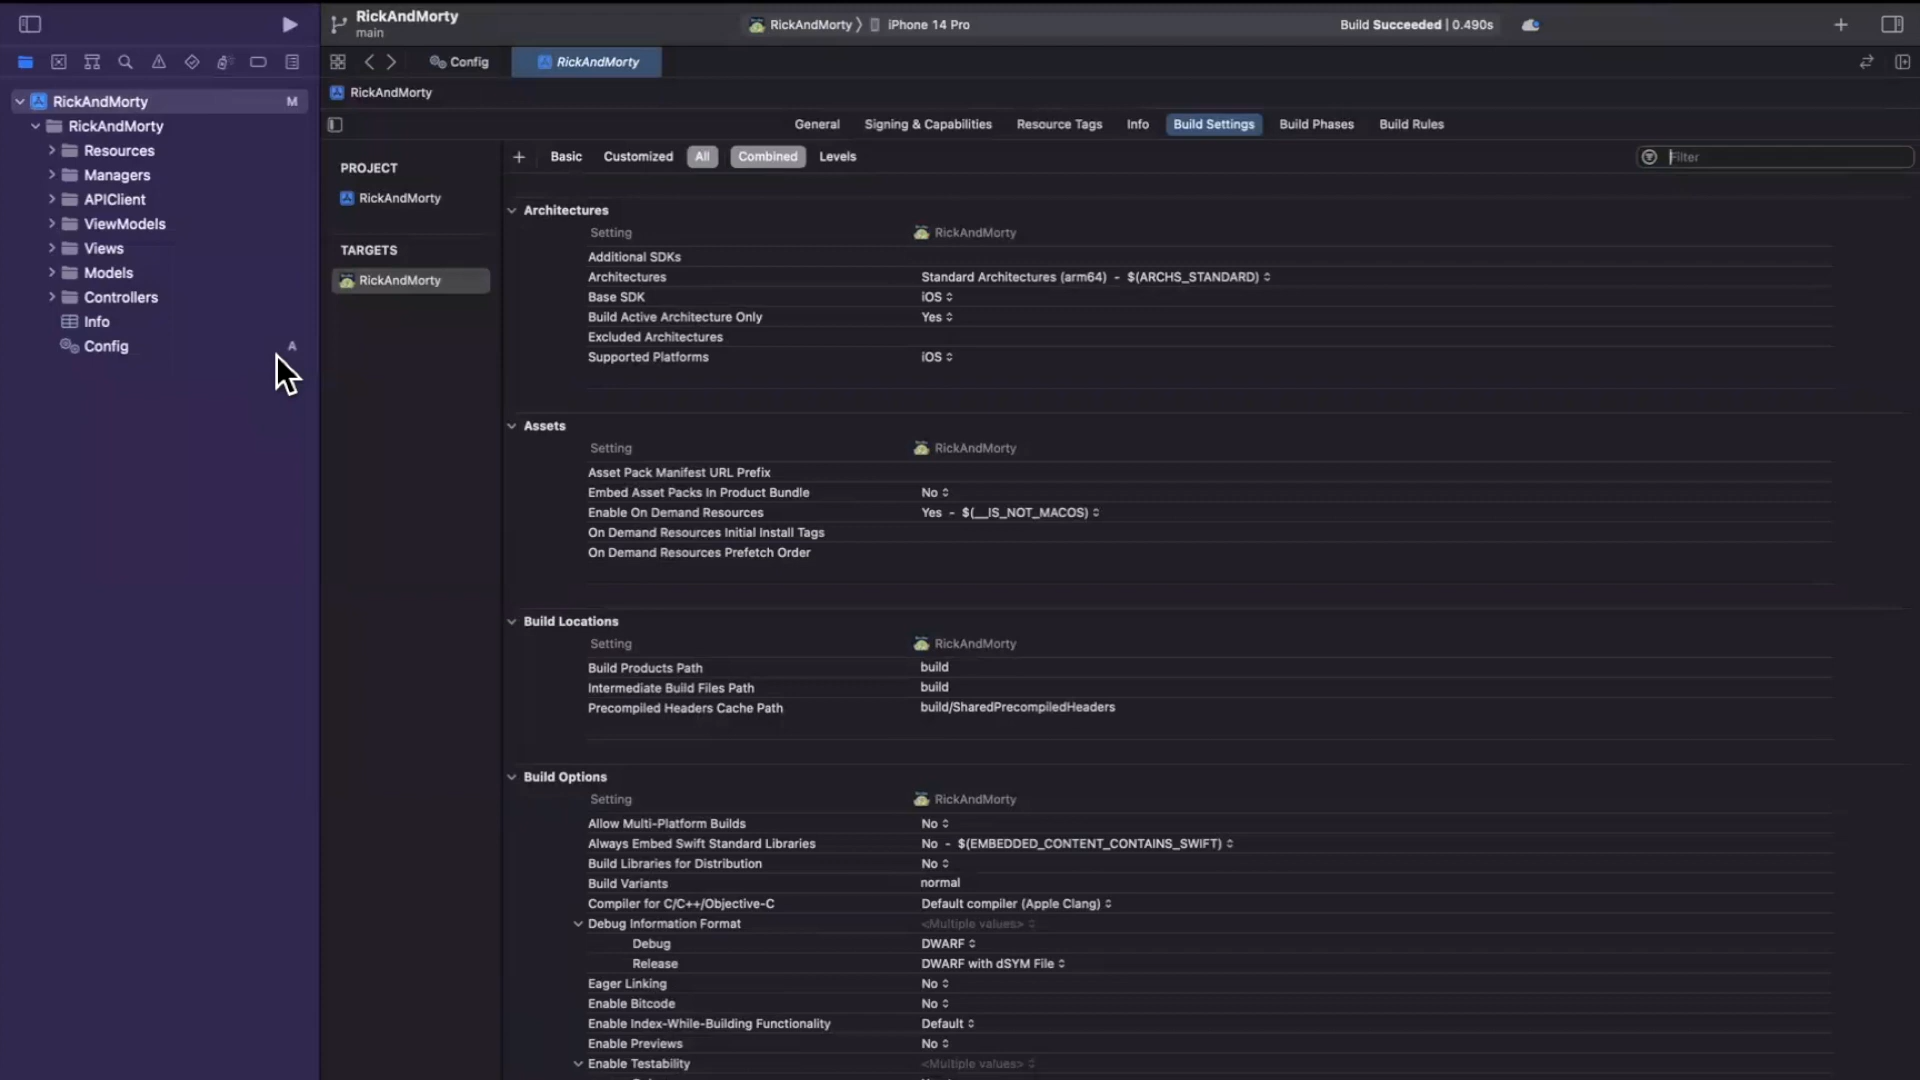 RickAndMorty
main
RickAndMorty
iPhone 14 Pro
Build Succeeded | 0.490s
Config
RickAndMorty
RickAndMorty M
RickAndMorty
Resources
Managers
APIClient
ViewModels
Views
Models
Controllers
Info
Config A
RickAndMorty
General Signing & Capabilities Resource Tags Info Build Settings Build Phases Build Rules
PROJECT
RickAndMorty
TARGETS
RickAndMorty
+ Basic Customized All Combined Levels
Filter
Architectures
Setting RickAndMorty
Additional SDKs
Architectures Standard Architectures (arm64) - $(ARCHS_STANDARD)
Base SDK iOS
Build Active Architecture Only Yes
Excluded Architectures
Supported Platforms iOS
Assets
Setting RickAndMorty
Asset Pack Manifest URL Prefix
Embed Asset Packs In Product Bundle No
Enable On Demand Resources Yes - $(__IS_NOT_MACOS)
On Demand Resources Initial Install Tags
On Demand Resources Prefetch Order
Build Locations
Setting RickAndMorty
Build Products Path build
Intermediate Build Files Path build
Precompiled Headers Cache Path build/SharedPrecompiledHeaders
Build Options
Setting RickAndMorty
Allow Multi-Platform Builds No
Always Embed Swift Standard Libraries No - $(EMBEDDED_CONTENT_CONTAINS_SWIFT)
Build Libraries for Distribution No
Build Variants normal
Compiler for C/C++/Objective-C Default compiler (Apple Clang)
Debug Information Format <Multiple values>
Debug DWARF
Release DWARF with dSYM File
Eager Linking No
Enable Bitcode No
Enable Index-While-Building Functionality Default
Enable Previews No
Enable Testability <Multiple values>